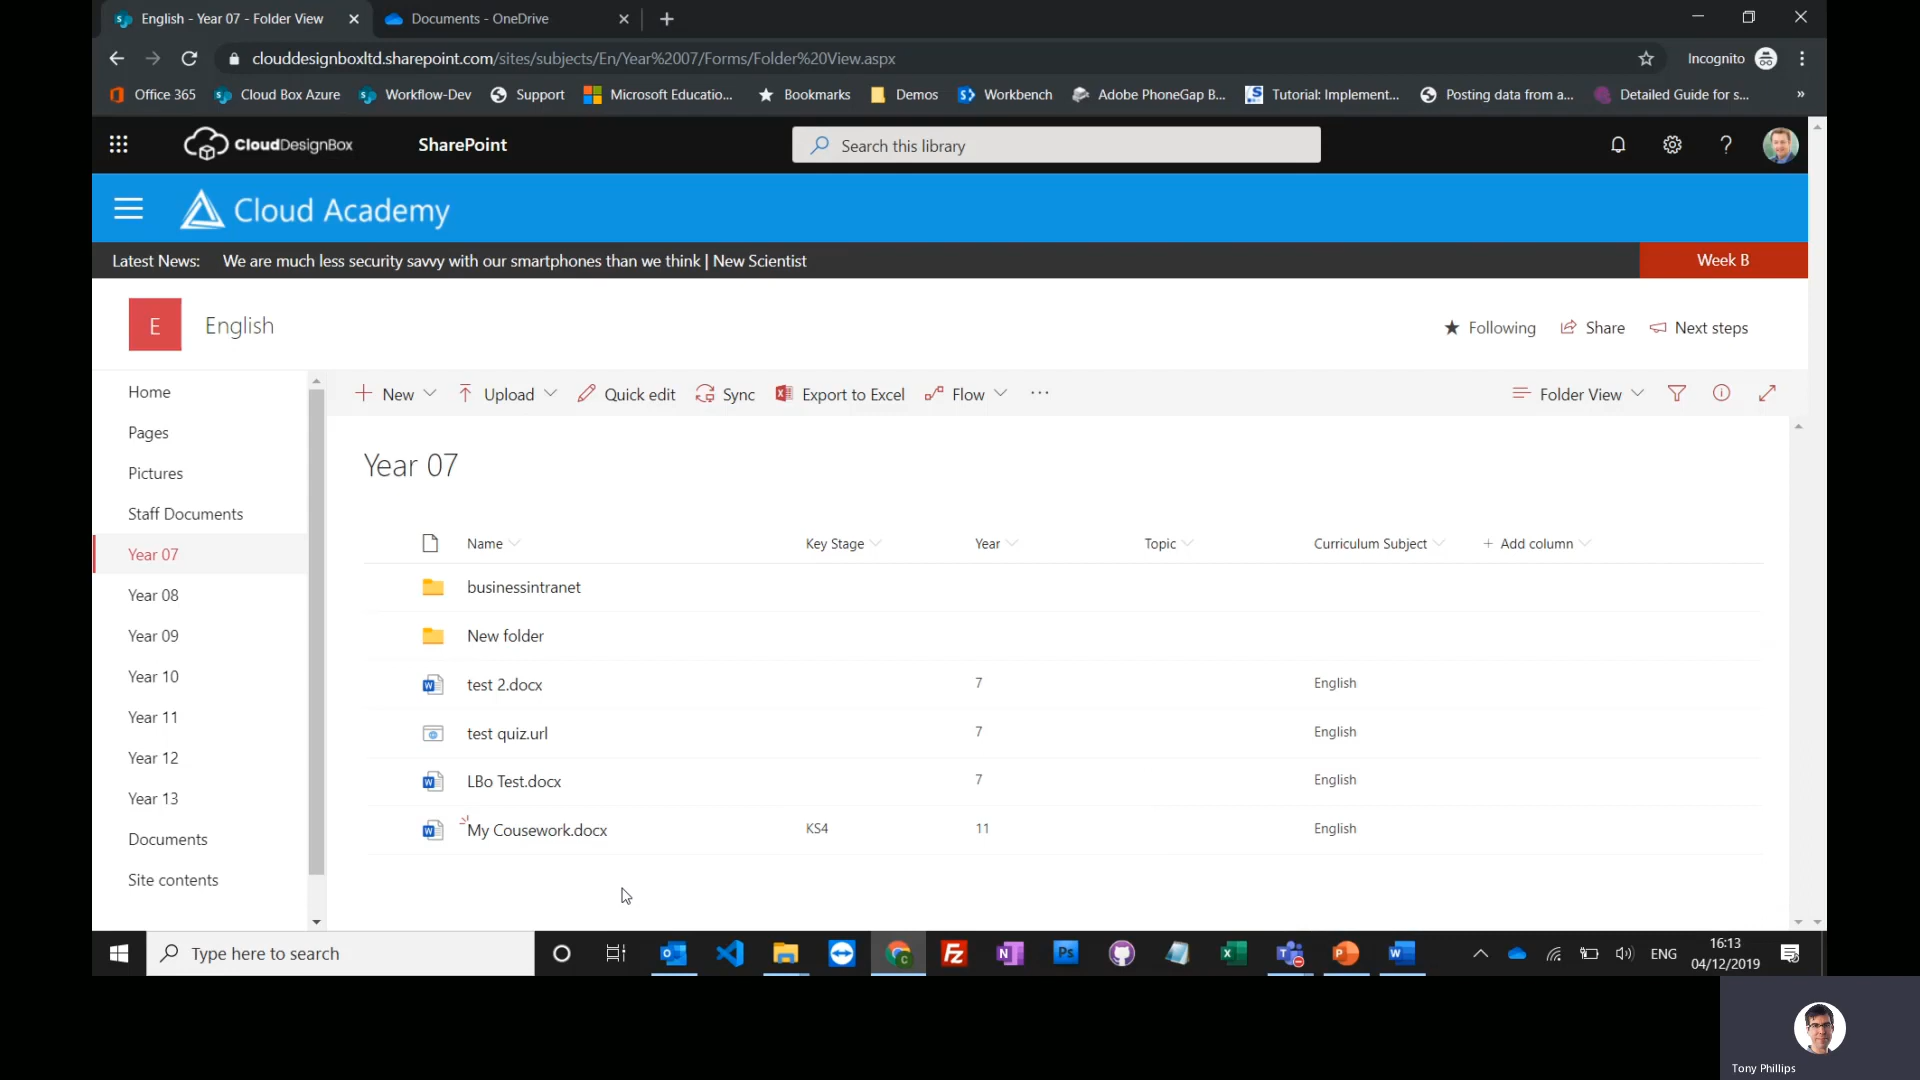 English - Year 07 - Folder View
Documents - OneDrive
clouddesignboxltd.sharepoint.com/sites/subjects/En/Year%2007/Forms/Folder%20View.aspx
Incognito
Office 365
Cloud Box Azure
Workflow-Dev
Support
Microsoft Educatio...
Bookmarks
Demos
Workbench
Adobe PhoneGap B...
Tutorial: Implement...
Posting data from a...
Detailed Guide for s...
»
CloudDesignBox
SharePoint
Search this library
?
Cloud Academy
Latest News: We are much less security savvy with our smartphones than we think | New Scientist
Week B
E
English
Following
Share
Next steps
Home
Pages
Pictures
Staff Documents
Year 07
Year 08
Year 09
Year 10
Year 11
Year 12
Year 13
Documents
Site contents
New
Upload
Quick edit
Sync
Export to Excel
Flow
...
Folder View
Year 07
Name Key Stage Year Topic Curriculum Subject + Add column
businessintranet
New folder
test 2.docx 7 English
test quiz.url 7 English
LBo Test.docx 7 English
My Cousework.docx KS4 11 English
Type here to search
ENG
16:13
04/12/2019
Tony Phillips